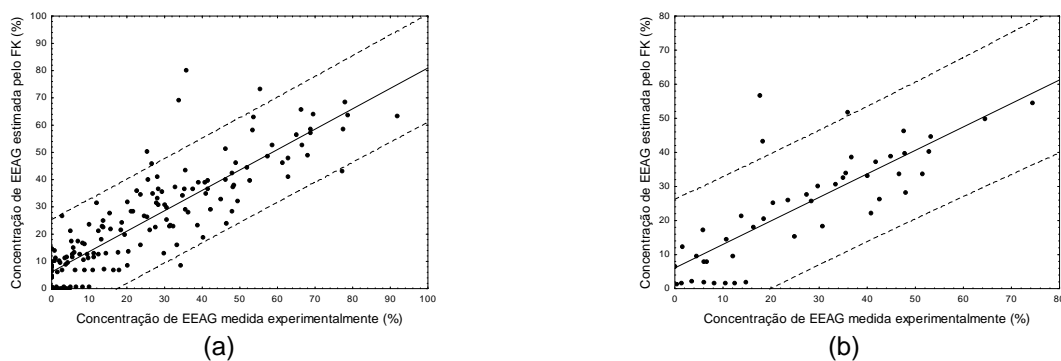 Concentração de EEAG estimada pelo FK (%)
100
90
80
70
60
50
40
30
20
10
0
0 10 20 30 40 50 60 70 80 90 100
Concentração de EEAG medida experimentalmente (%)
(a)
Concentração de EEAG estimada pelo FK (%)
80
70
60
50
40
30
20
10
0
0 10 20 30 40 50 60 70 80
Concentração de EEAG medida experimentalmente (%)
(b)